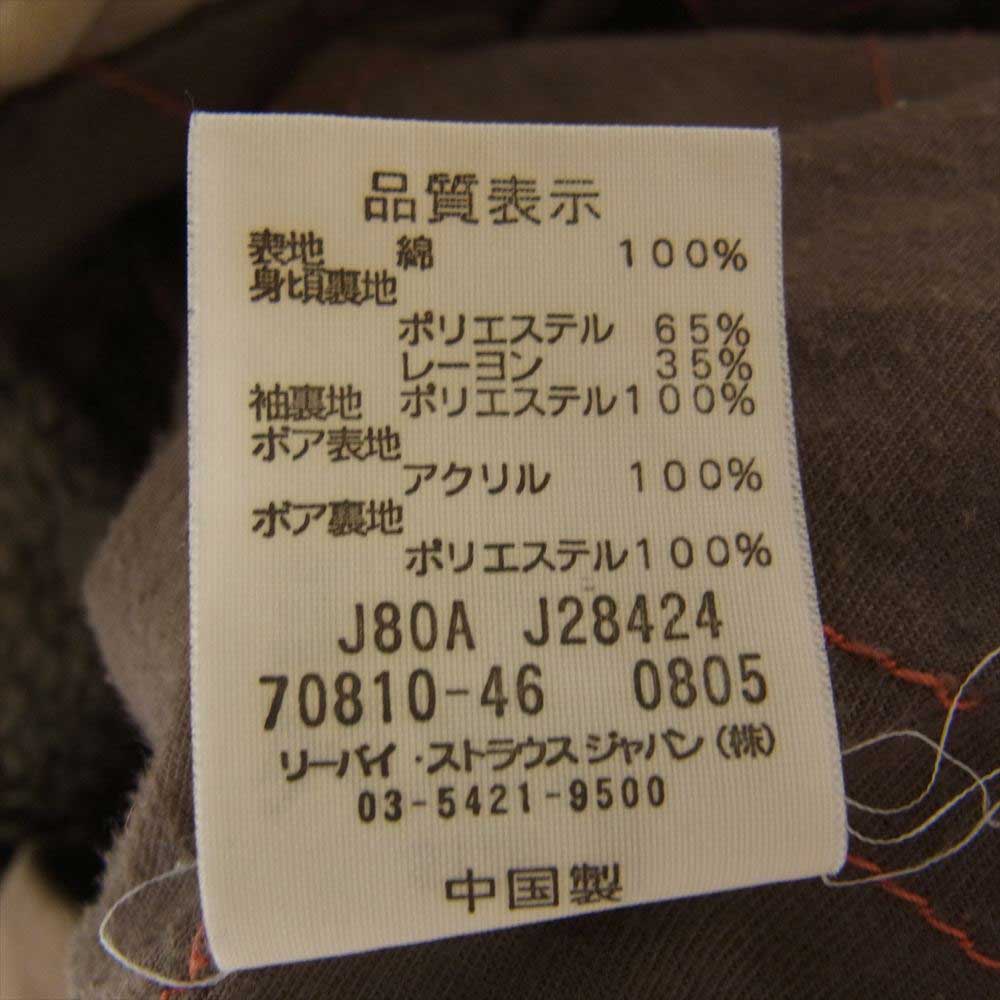 品質表示
表地 綿 100%
身頃裏地
ポリエステル 65%
レーヨン 35%
袖裏地 ポリエステル100%
ボア表地
アクリル 100%
ボア裏地
ポリエステル100%
J80A J28424
70810-46 0805
リーバイ・ストラウスジャパン(株)
03-5421-9500
中国製